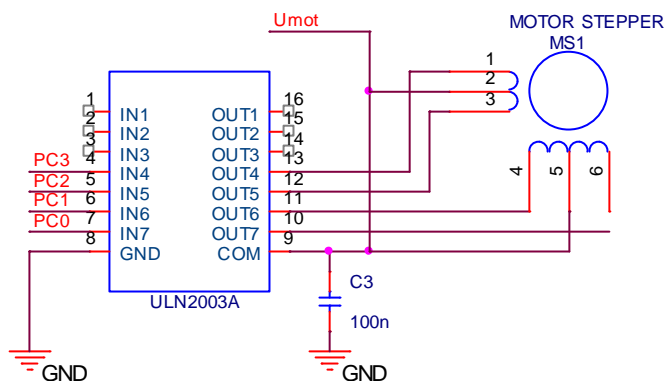 Umot
MOTOR STEPPER
MS1
1
2
3
4
5
6
1 IN1 OUT1 16
2 IN2 OUT2 15
3 IN3 OUT3 14
PC3 4 IN4 OUT4 13
PC2 5 IN5 OUT5 12
PC1 6 IN6 OUT6 11
PC0 7 IN7 OUT7 10
8 GND COM 9
ULN2003A
C3
100n
GND
GND